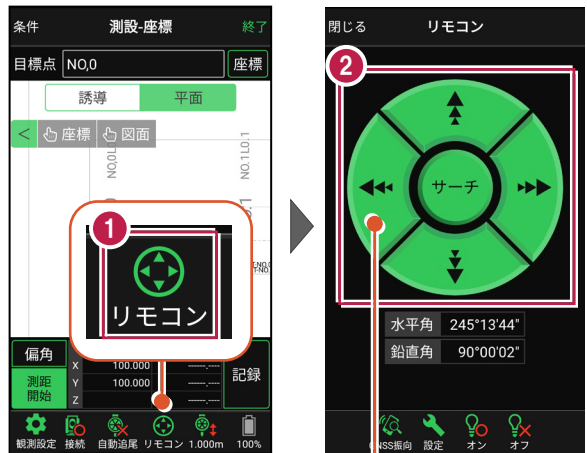 条件 測設-座標 終了
目標点 NO,0 座標
誘導 平面
< 座標 図面
NO,0L
NO.1L0.1
1
リモコン
偏角
測距
開始
X 100.000 -----.---
Y 100.000 -----.---
Z -----.---
記録
観測設定 接続 自動追尾 リモコン 1.000m 100%
閉じる リモコン
2
サーチ
水平角 245°13'44"
鉛直角 90°00'02"
NSS振向 設定 オン オフ